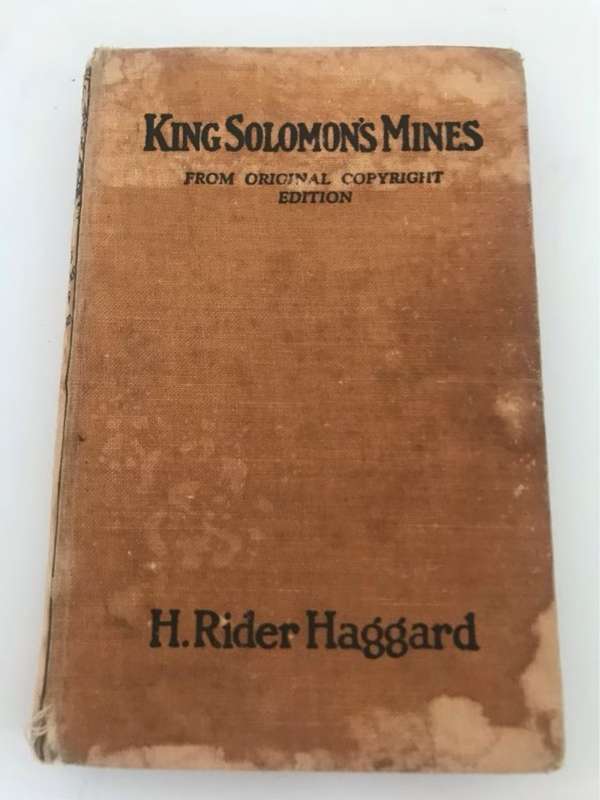 KING SOLOMON'S MINES
FROM ORIGINAL COPYRIGHT
EDITION
H. Rider Haggard